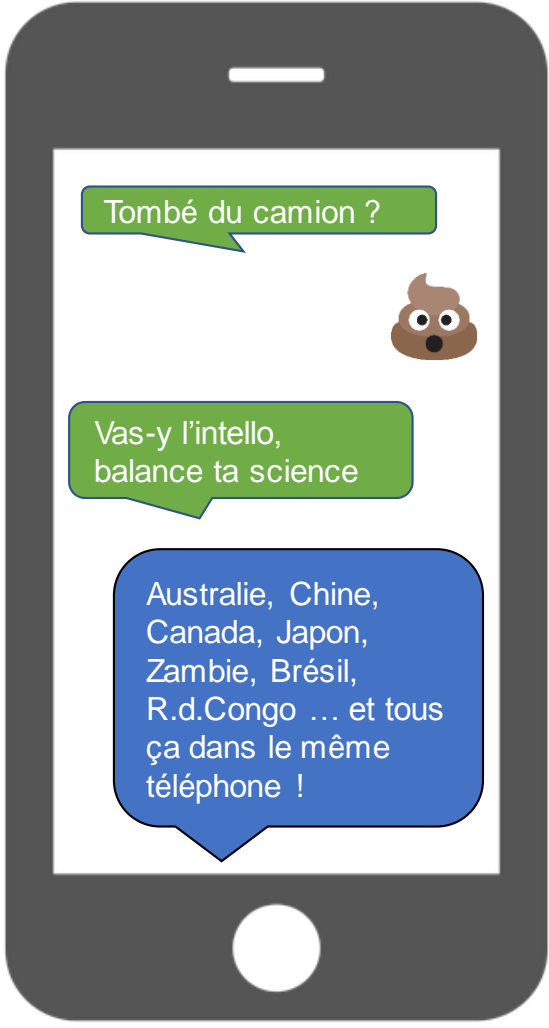 Tombé du camion ?
Vas-y l’intello,
balance ta science
Australie, Chine,
Canada, Japon,
Zambie, Brésil,
R.d.Congo … et tous
ça dans le même
téléphone !